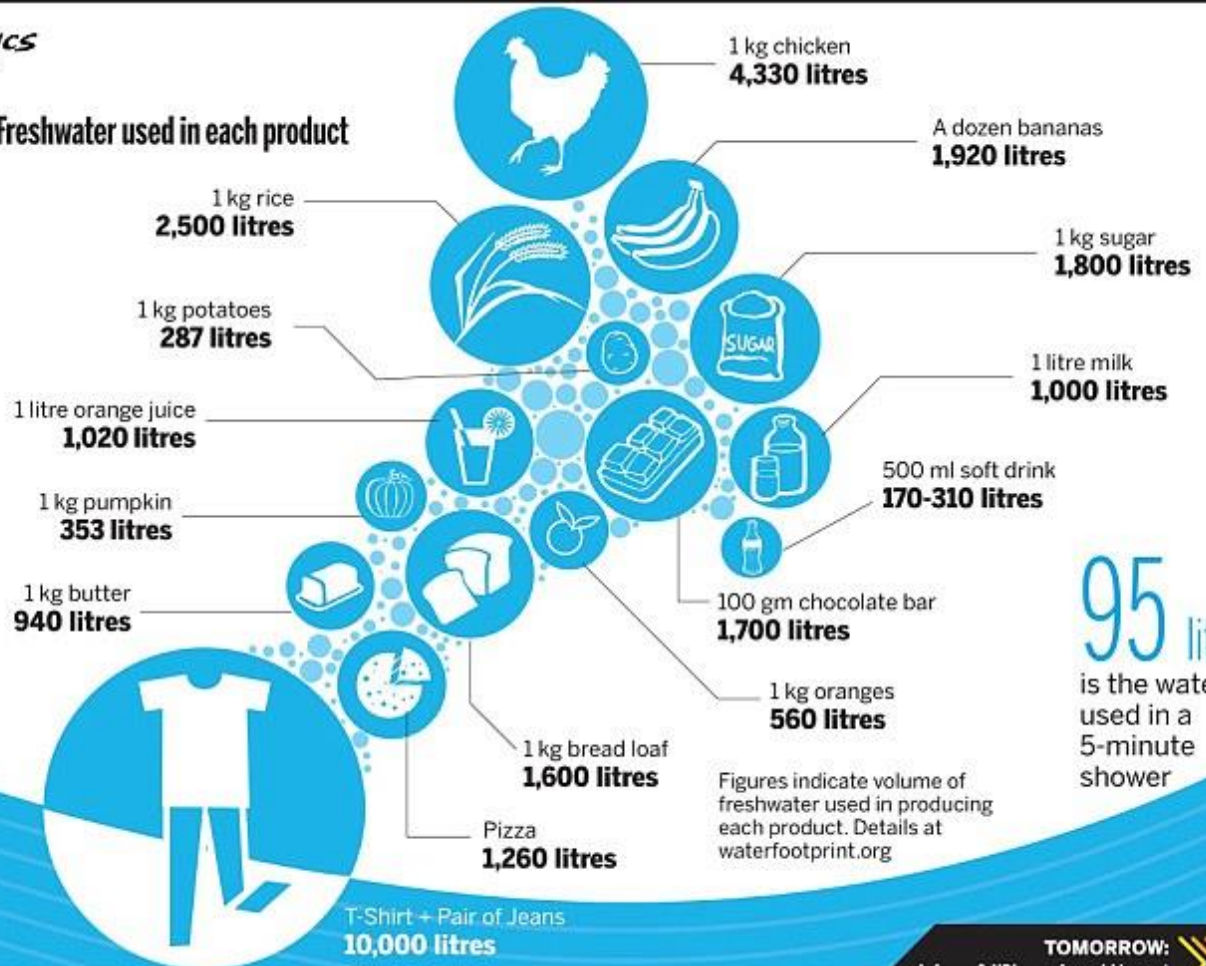 Freshwater used in each product
1 kg chicken
4,330 litres
A dozen bananas
1,920 litres
1 kg rice
2,500 litres
1 kg sugar
1,800 litres
SUGAR
1 kg potatoes
287 litres
1 litre milk
1,000 litres
1 litre orange juice
1,020 litres
500 ml soft drink
170-310 litres
1 kg pumpkin
353 litres
1 kg butter
940 litres
100 gm chocolate bar
1,700 litres
1 kg oranges
560 litres
1 kg bread loaf
1,600 litres
Pizza
1,260 litres
95
is the
used in a
5-minute
shower
Figures indicate volume of
freshwater used in producing
each product. Details at
waterfootprint.org
T-Shirt + Pair of Jeans
10,000 litres
TOMORROW: